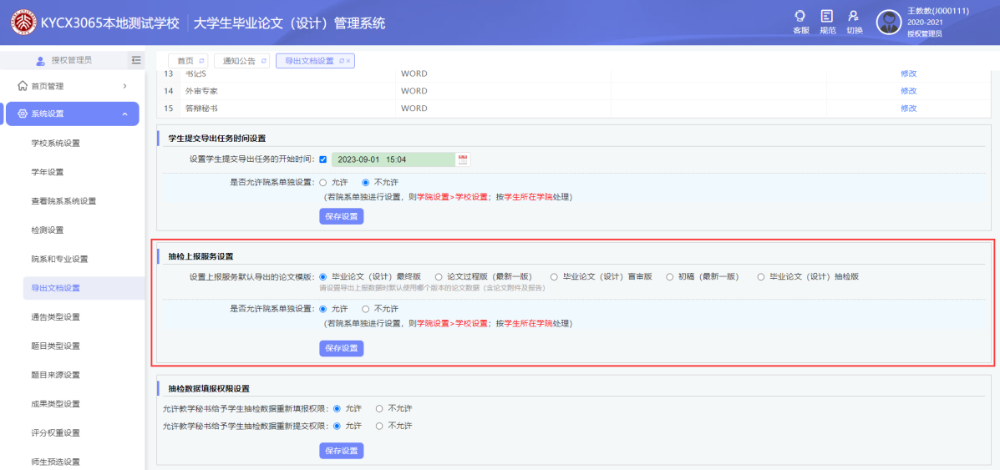 KYCX3065本地测试学校 大学生毕业论文（设计）管理系统
客服 规范 切换
王教教(J000111)
2020-2021
授权管理员
授权管理员
首页 通知公告 导出文档设置
首页管理
系统设置
学校系统设置
学年设置
查看院系系统设置
检测设置
院系和专业设置
导出文档设置
通告类型设置
题目类型设置
题目来源设置
成果类型设置
评分权重设置
师生预选设置
13 书记S WORD 修改
14 外审专家 WORD 修改
15 答辩秘书 WORD 修改
学生提交导出任务时间设置
设置学生提交导出任务的开始时间： 2023-09-01 15:04
是否允许院系单独设置： 允许 不允许
(若院系单独进行设置，则学院设置>学校设置；按学生所在学院处理)
保存设置
抽检上报服务设置
设置上报服务默认导出的论文模版： 毕业论文（设计）最终版 论文过程版（最新一版） 毕业论文（设计）盲审版 初稿（最新一版） 毕业论文（设计）抽检版
请设置导出上报数据时默认使用哪个版本的论文数据（含论文附件及报告）
是否允许院系单独设置： 允许 不允许
(若院系单独进行设置，则学院设置>学校设置；按学生所在学院处理)
保存设置
抽检数据填报权限设置
允许教学秘书给予学生抽检数据重新填报权限： 允许 不允许
允许教学秘书给予学生抽检数据重新提交权限： 允许 不允许
保存设置